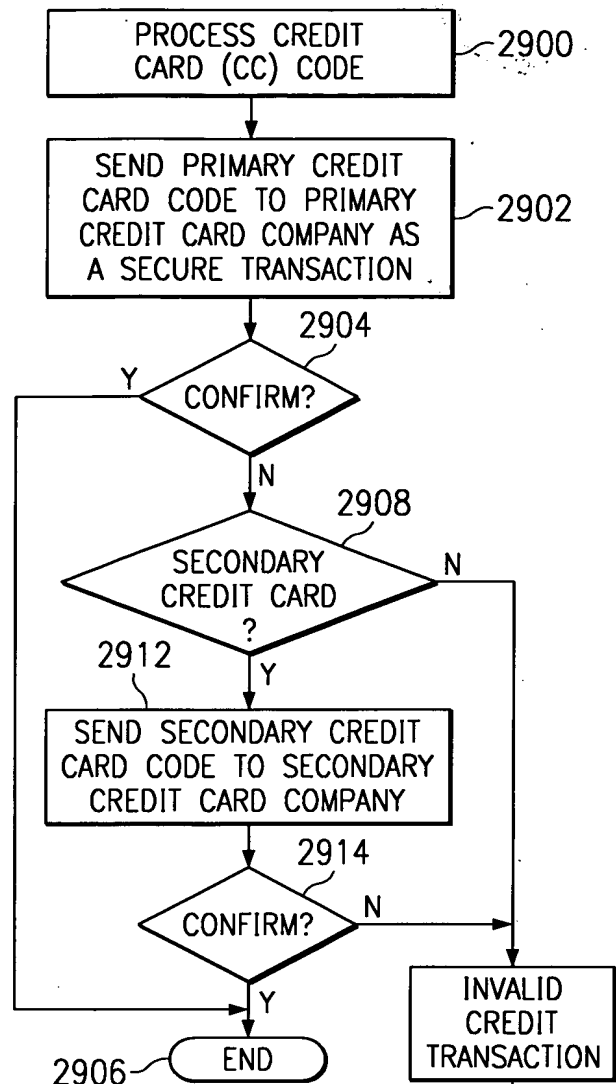 PROCESS CREDIT
CARD (CC) CODE
2900
SEND PRIMARY CREDIT
CARD CODE TO PRIMARY
CREDIT CARD COMPANY AS
A SECURE TRANSACTION
2902
2904
Y
CONFIRM?
N
2908
SECONDARY
CREDIT CARD
?
N
2912
Y
SEND SECONDARY CREDIT
CARD CODE TO SECONDARY
CREDIT CARD COMPANY
2914
CONFIRM?
N
Y
INVALID
CREDIT
TRANSACTION
2906
END